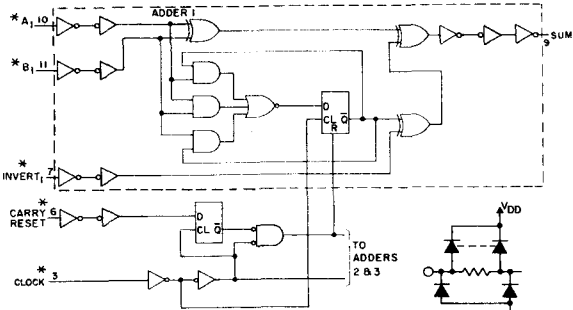 ADDER 1
*
A1 10
*
B1 11
SUM
9
D
CL Q̅
R
*
INVERT1 7
*
CARRY 6
RESET
D
CL Q̅
TO
ADDERS
2 & 3
*
CLOCK 3
VDD